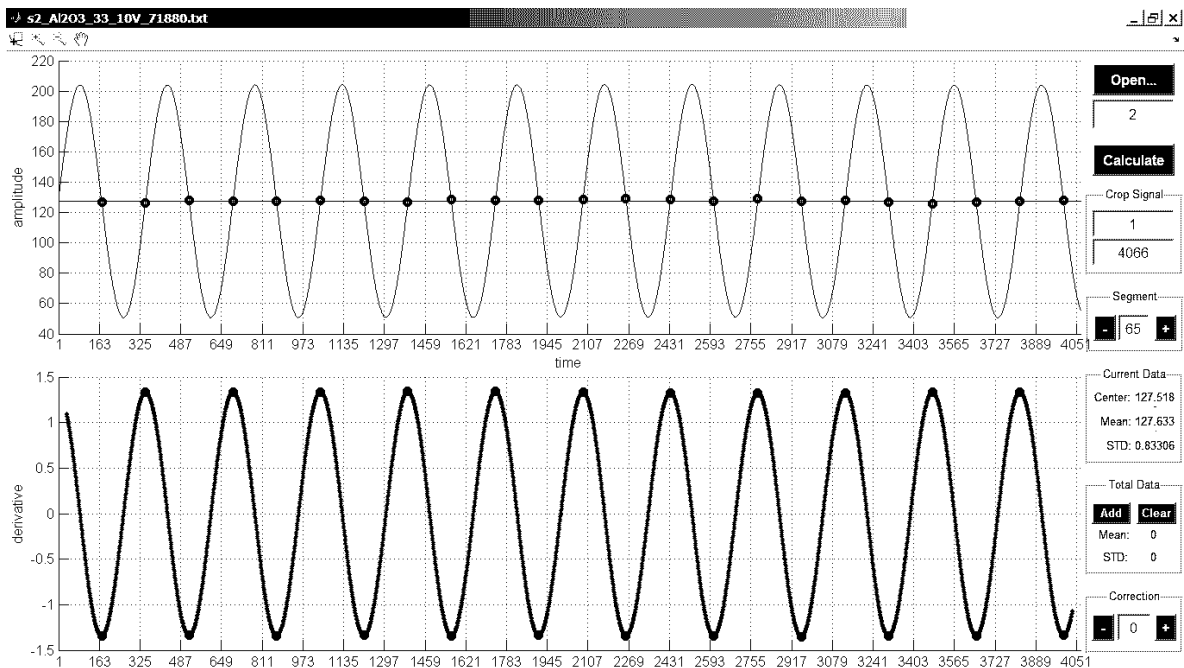 s2_Al2O3_33_10V_71880.txt
220
200
180
160
140
120
100
80
60
40
amplitude
1 163 325 487 649 811 973 1135 1297 1459 1621 1783 1945 2107 2269 2431 2593 2755 2917 3079 3241 3403 3565 3727 3889 4051
time
1.5
1
0.5
0
-0.5
-1
-1.5
derivative
1 163 325 487 649 811 973 1135 1297 1459 1621 1783 1945 2107 2269 2431 2593 2755 2917 3079 3241 3403 3565 3727 3889 4051
Open...
2
Calculate
Crop Signal
1
4066
Segment
- 65 +
Current Data
Center: 127.518
Mean: 127.633
STD: 0.83306
Total Data
Add Clear
Mean: 0
STD: 0
Correction
- 0 +